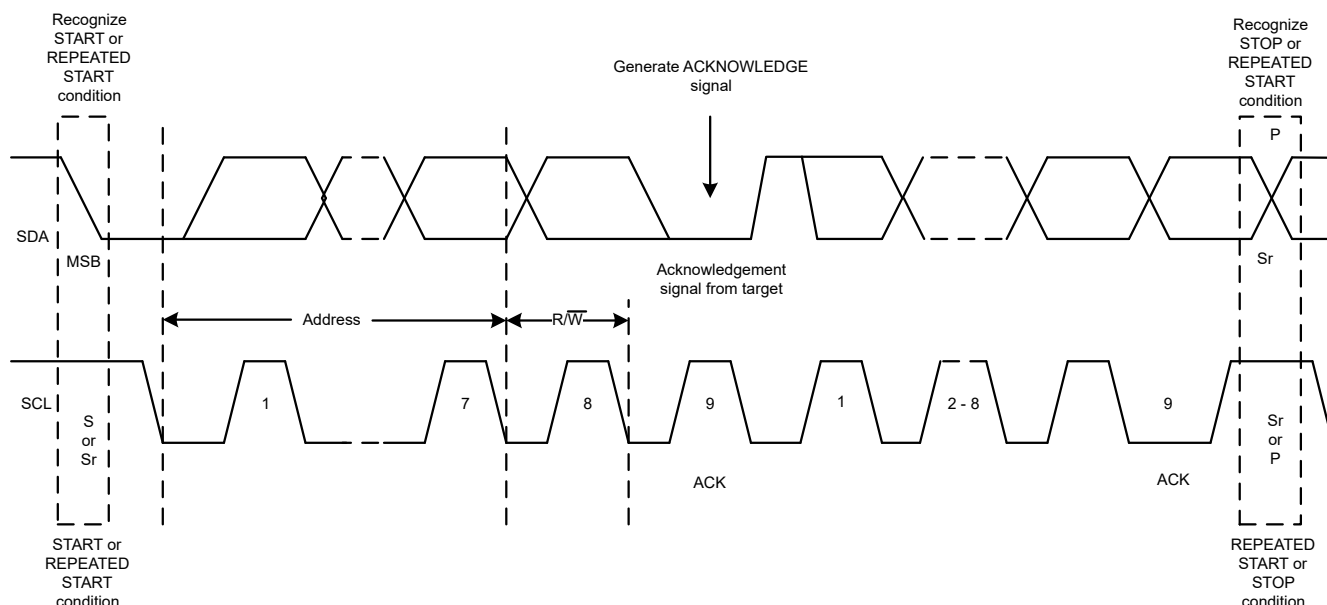 Recognize
START or
REPEATED
START
condition
Recognize
STOP or
REPEATED
START
condition
Generate ACKNOWLEDGE
signal
P
SDA
MSB
Acknowledgement
signal from target
Sr
Address
R/W̅
SCL
S
or
Sr
1
7
8
9
1
2 - 8
9
Sr
or
P
ACK
ACK
START or
REPEATED
START
condition
REPEATED
START or
STOP
condition